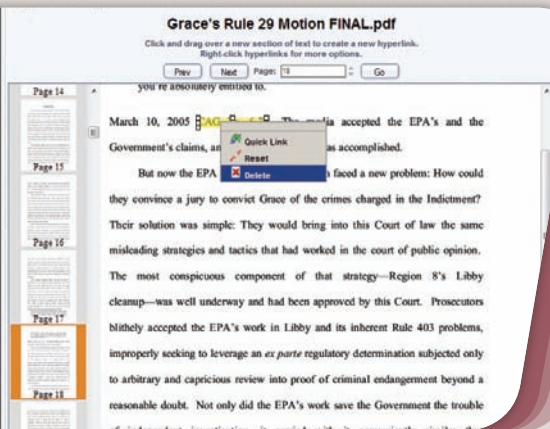 Grace's Rule 29 Motion FINAL.pdf
Click and drag over a new section of text to create a new hyperlink.
Right-click hyperlinks for more options.
Prev Next Page: 18 Go
Page 14
Page 15
Page 16
Page 17
Page 18
you're absolutely entitled to.
March 10, 2005 The media accepted the EPA's and the
Quick Link
Reset
Delete
Government's claims, as accomplished.
But now the EPA faced a new problem: How could
they convince a jury to convict Grace of the crimes charged in the Indictment?
Their solution was simple: They would bring into this Court of law the same
misleading strategies and tactics that had worked in the court of public opinion.
The most conspicuous component of that strategy—Region 8's Libby
cleanup—was well underway and had been approved by this Court. Prosecutors
blithely accepted the EPA's work in Libby and its inherent Rule 403 problems,
improperly seeking to leverage an ex parte regulatory determination subjected only
to arbitrary and capricious review into proof of criminal endangerment beyond a
reasonable doubt. Not only did the EPA's work save the Government the trouble